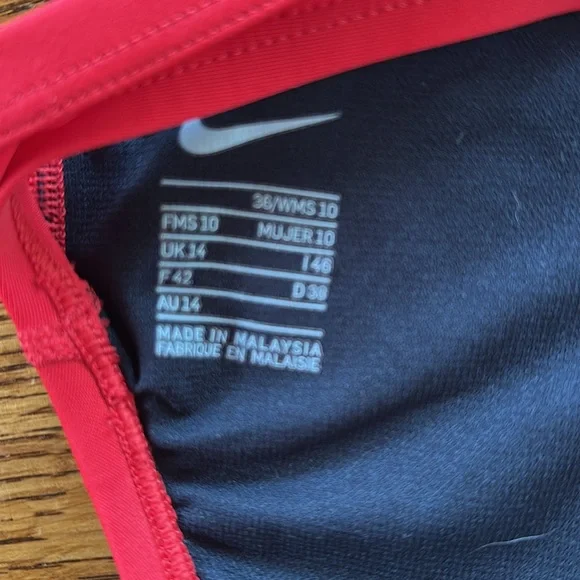 36/WMS 10
FMS 10 MUJER 10
UK 14 I 46
F 42 D 38
AU 14
MADE IN MALAYSIA
FABRIQUE EN MALAISIE